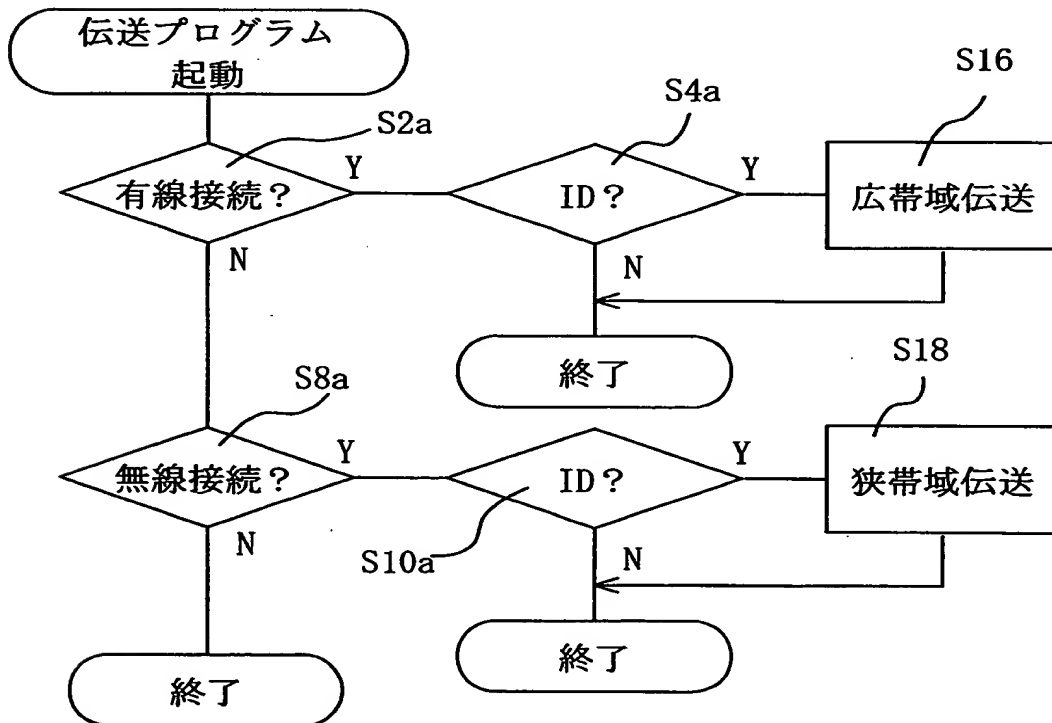 伝送プログラム
起動
S2a
有線接続？
Y
N
S4a
ID？
Y
N
S16
広帯域伝送
終了
S8a
無線接続？
Y
N
S10a
ID？
Y
N
S18
狭帯域伝送
終了
終了